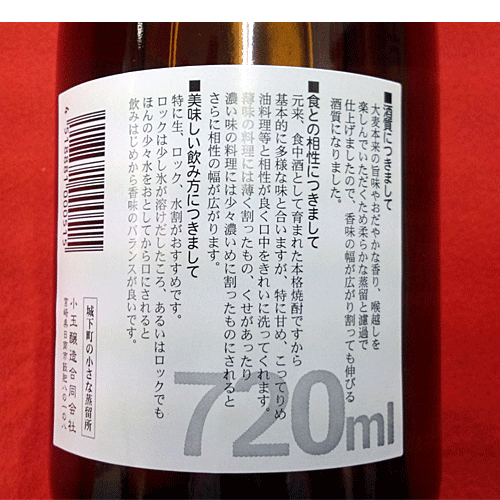 ■酒質につきまして
大麦本来の旨味やおだやかな香り、喉越しを
楽しんでいただくため柔らかな蒸留と濾過で
仕上げましたので、香味の幅が広がり割っても伸びる
酒質になりました。
■食との相性につきまして
元来、食中酒として育まれた本格焼酎ですから
基本的に多様な味と合いますが、特に甘め、こってりめ
油料理等と相性が良く口中をきれいに洗ってくれます。
薄味の料理には薄く割ったもの、くせがあったり
濃い味の料理には少々濃いめに割ったものにされると
さらに相性の幅が広がります。
■美味しい飲み方につきまして
特に生、ロック、水割がおすすめです。
ロックは少し氷が溶けだしたころ、あるいはロックでも
ほんの少々水をおとしてから口にされると
飲みはじめから香味のバランスが良いです。
城下町の小さな蒸留所
小玉醸造合同会社
宮崎県日南市飫肥八の一の八
720ml